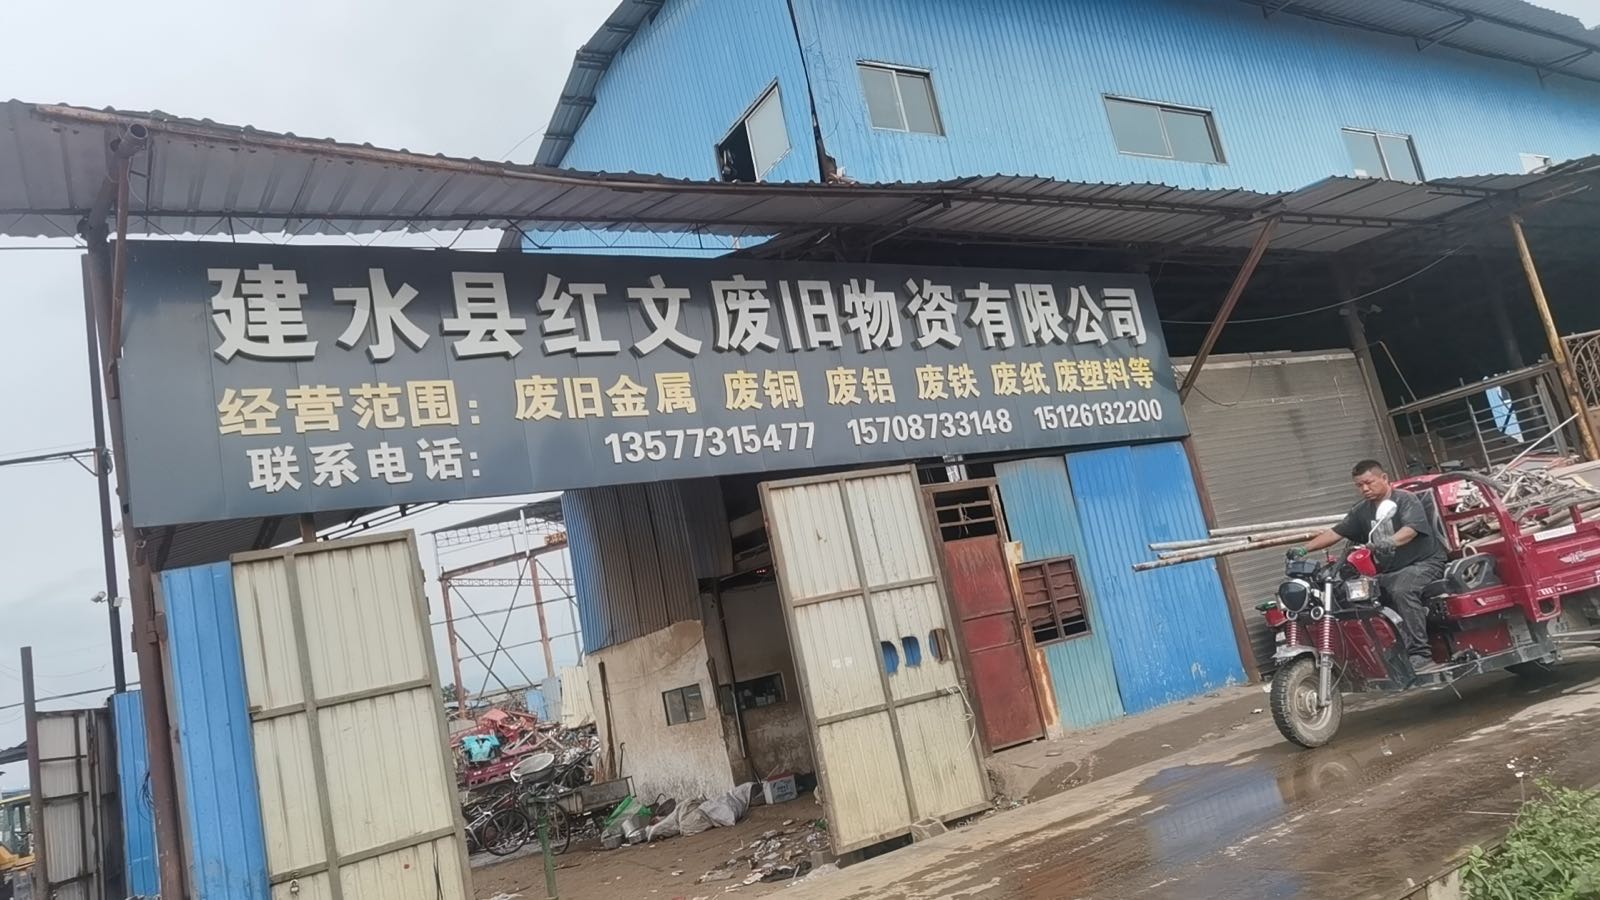 建水县红文废旧物资有限公司
经营范围：废旧金属 废铜 废铝 废铁 废纸 废塑料等
联系电话： 13577315477 15708733148 15126132200